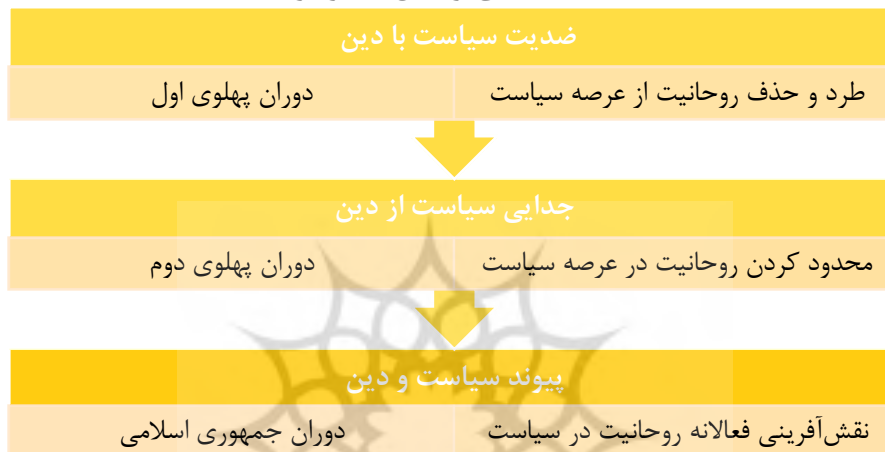 ضدیت سیاست با دین
طرد و حذف روحانیت از عرصه سیاست دوران پهلوی اول
جدایی سیاست از دین
محدود کردن روحانیت در عرصه سیاست دوران پهلوی دوم
پیوند سیاست و دین
نقش‌آفرینی فعالانه روحانیت در سیاست دوران جمهوری اسلامی